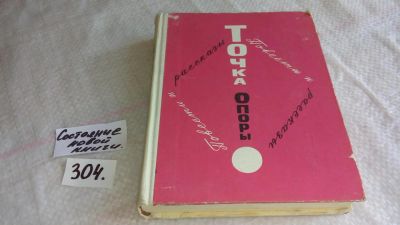 Состояние
новой
книги.
304.
Точка
Опоры
Повести и рассказы
Повести и рассказы